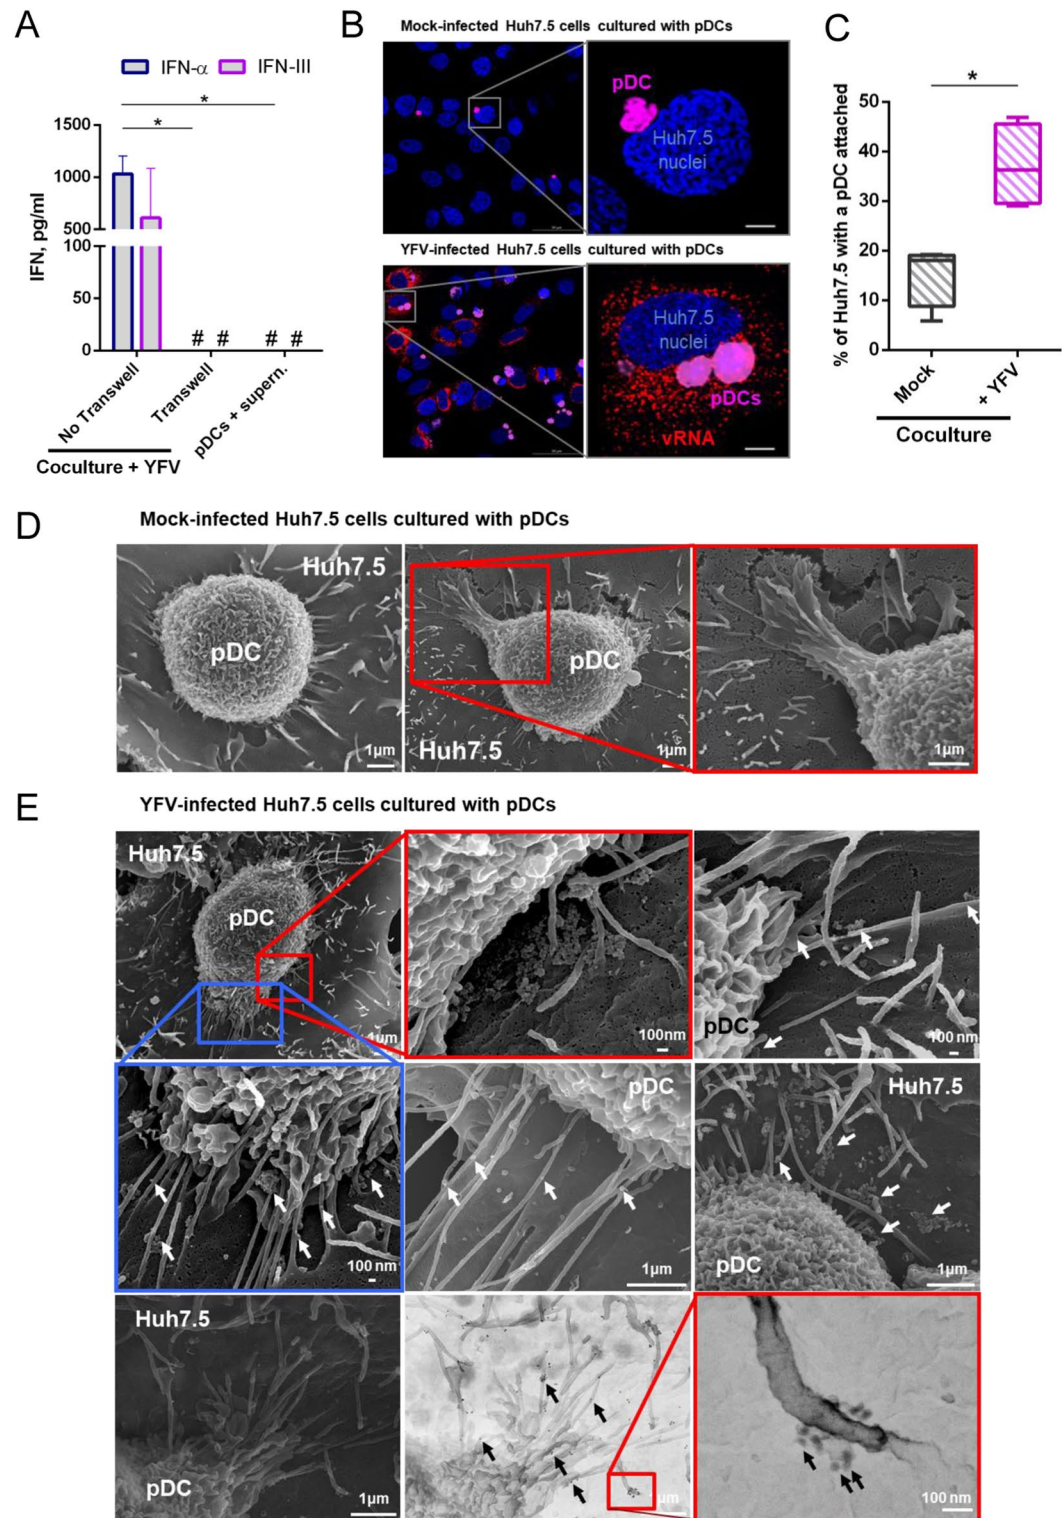 A
IFN-α IFN-III
*
*
1500
1000
500
100
50
0
IFN, pg/ml
# # # #
No Transwell
Transwell
pDCs + supern.
Coculture + YFV
B
Mock-infected Huh7.5 cells cultured with pDCs
pDC
Huh7.5
nuclei
YFV-infected Huh7.5 cells cultured with pDCs
Huh7.5
nuclei
pDCs
vRNA
C
*
50
40
30
20
10
0
% of Huh7.5 with a pDC attached
Mock
+ YFV
Coculture
D
Mock-infected Huh7.5 cells cultured with pDCs
Huh7.5
pDC
1µm
pDC
Huh7.5
1µm
1µm
E
YFV-infected Huh7.5 cells cultured with pDCs
Huh7.5
pDC
1µm
100nm
pDC
100 nm
100 nm
pDC
1µm
Huh7.5
pDC
1µm
Huh7.5
pDC
1µm
1µm
100 nm